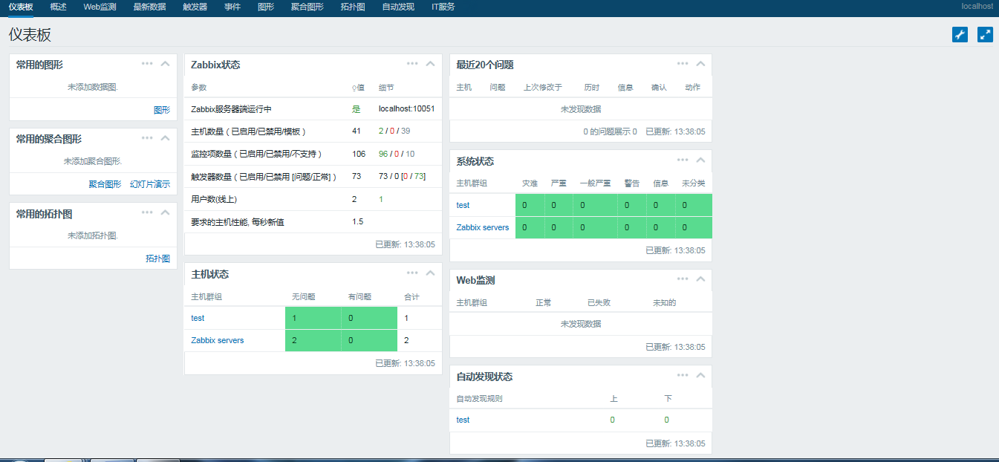 仪表板 概述 Web监测 最新数据 触发器 事件 图形 聚合图形 拓扑图 自动发现 IT服务 localhost
仪表板
常用的图形
未添加数据图.
图形
常用的聚合图形
未添加聚合图形.
聚合图形 幻灯片演示
常用的拓扑图
未添加拓扑图.
拓扑图
Zabbix状态
参数 值 细节
Zabbix服务器端运行中 是 localhost:10051
主机数量(已启用/已禁用/模板) 41 2 / 0 / 39
监控项数量(已启用/已禁用/不支持) 106 96 / 0 / 10
触发器数量(已启用/已禁用 [问题/正常]) 73 73 / 0 [0 / 73]
用户数(线上) 2 1
要求的主机性能, 每秒新值 1.5
已更新: 13:38:05
主机状态
主机群组 无问题 有问题 合计
test 1 0 1
Zabbix servers 2 0 2
已更新: 13:38:05
最近20个问题
主机 问题 上次修改于 历时 信息 确认 动作
未发现数据
0 的问题展示 0 已更新: 13:38:05
系统状态
主机群组 灾难 严重 一般严重 警告 信息 未分类
test 0 0 0 0 0 0
Zabbix servers 0 0 0 0 0 0
已更新: 13:38:05
Web监测
主机群组 正常 已失败 未知的
未发现数据
已更新: 13:38:05
自动发现状态
自动发现规则 上 下
test 0 0
已更新: 13:38:05